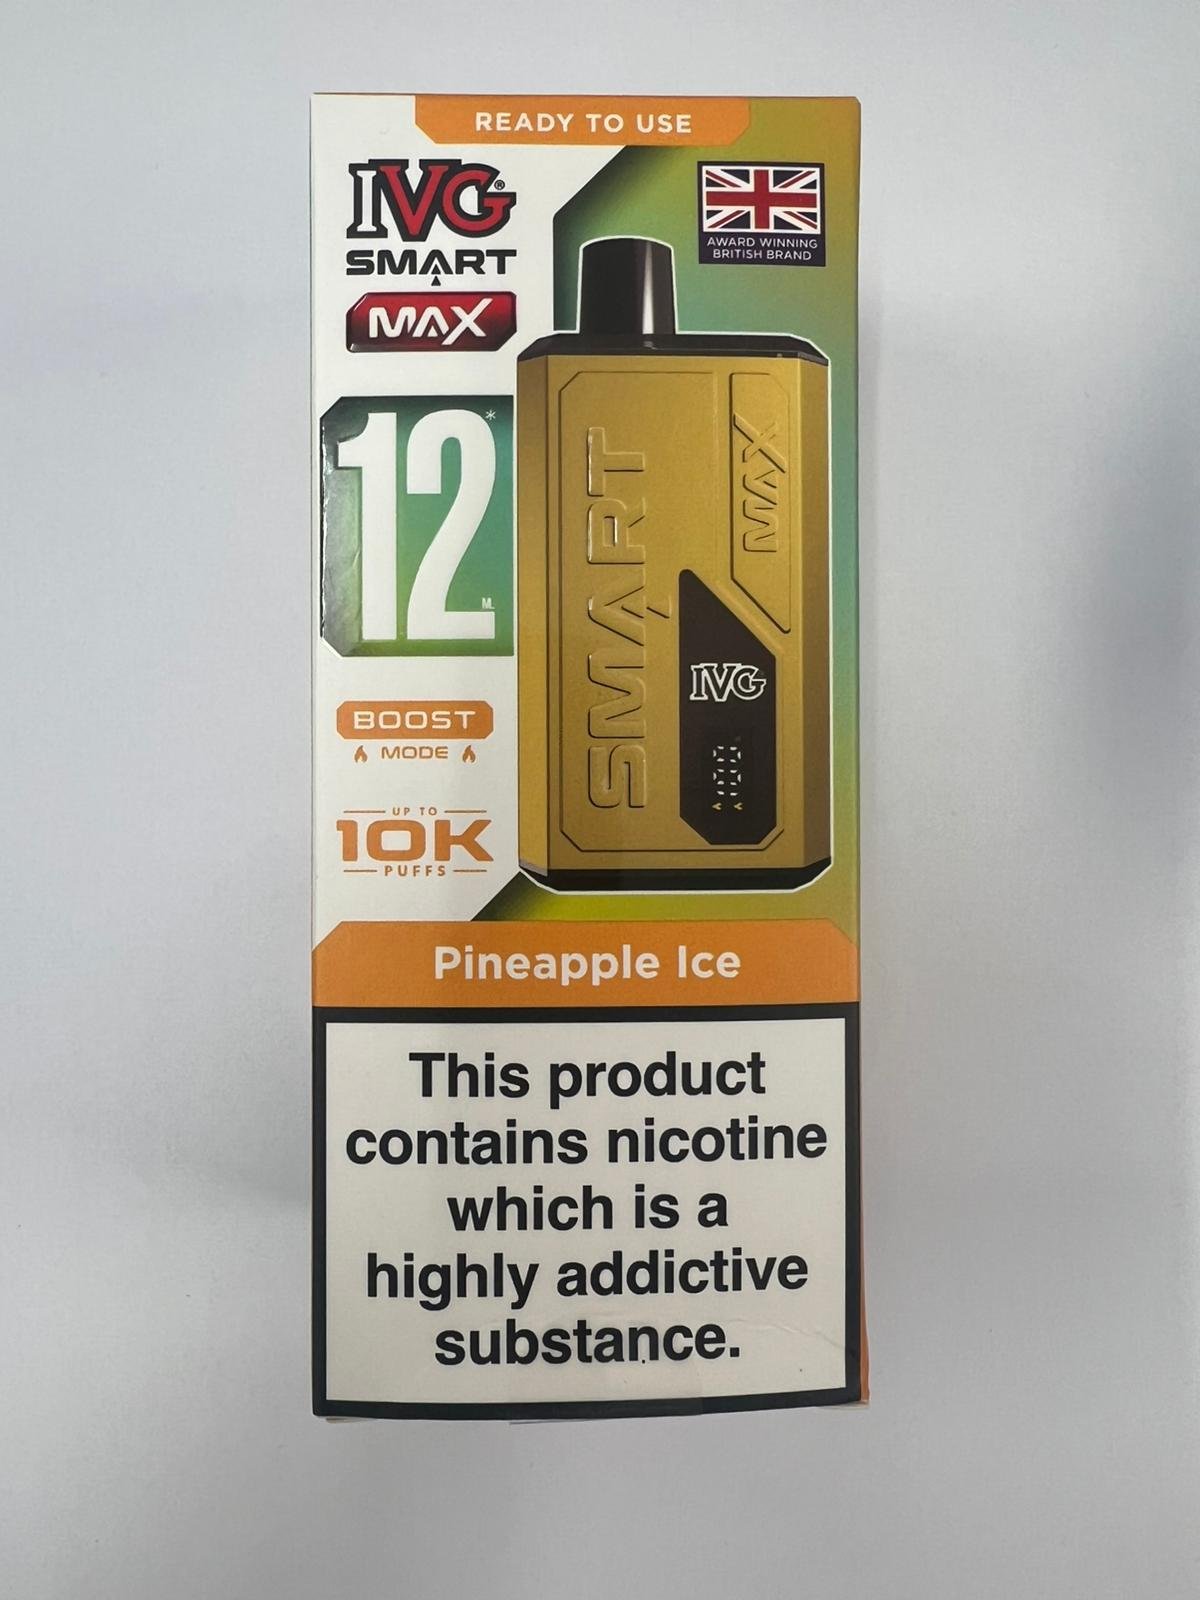 READY TO USE
IVG®
SMART
MAX
AWARD WINNING
BRITISH BRAND
12*
ML
SMART
MAX
IVG
100
BOOST
MODE
UP TO
10K
PUFFS
Pineapple Ice
This product
contains nicotine
which is a
highly addictive
substance.